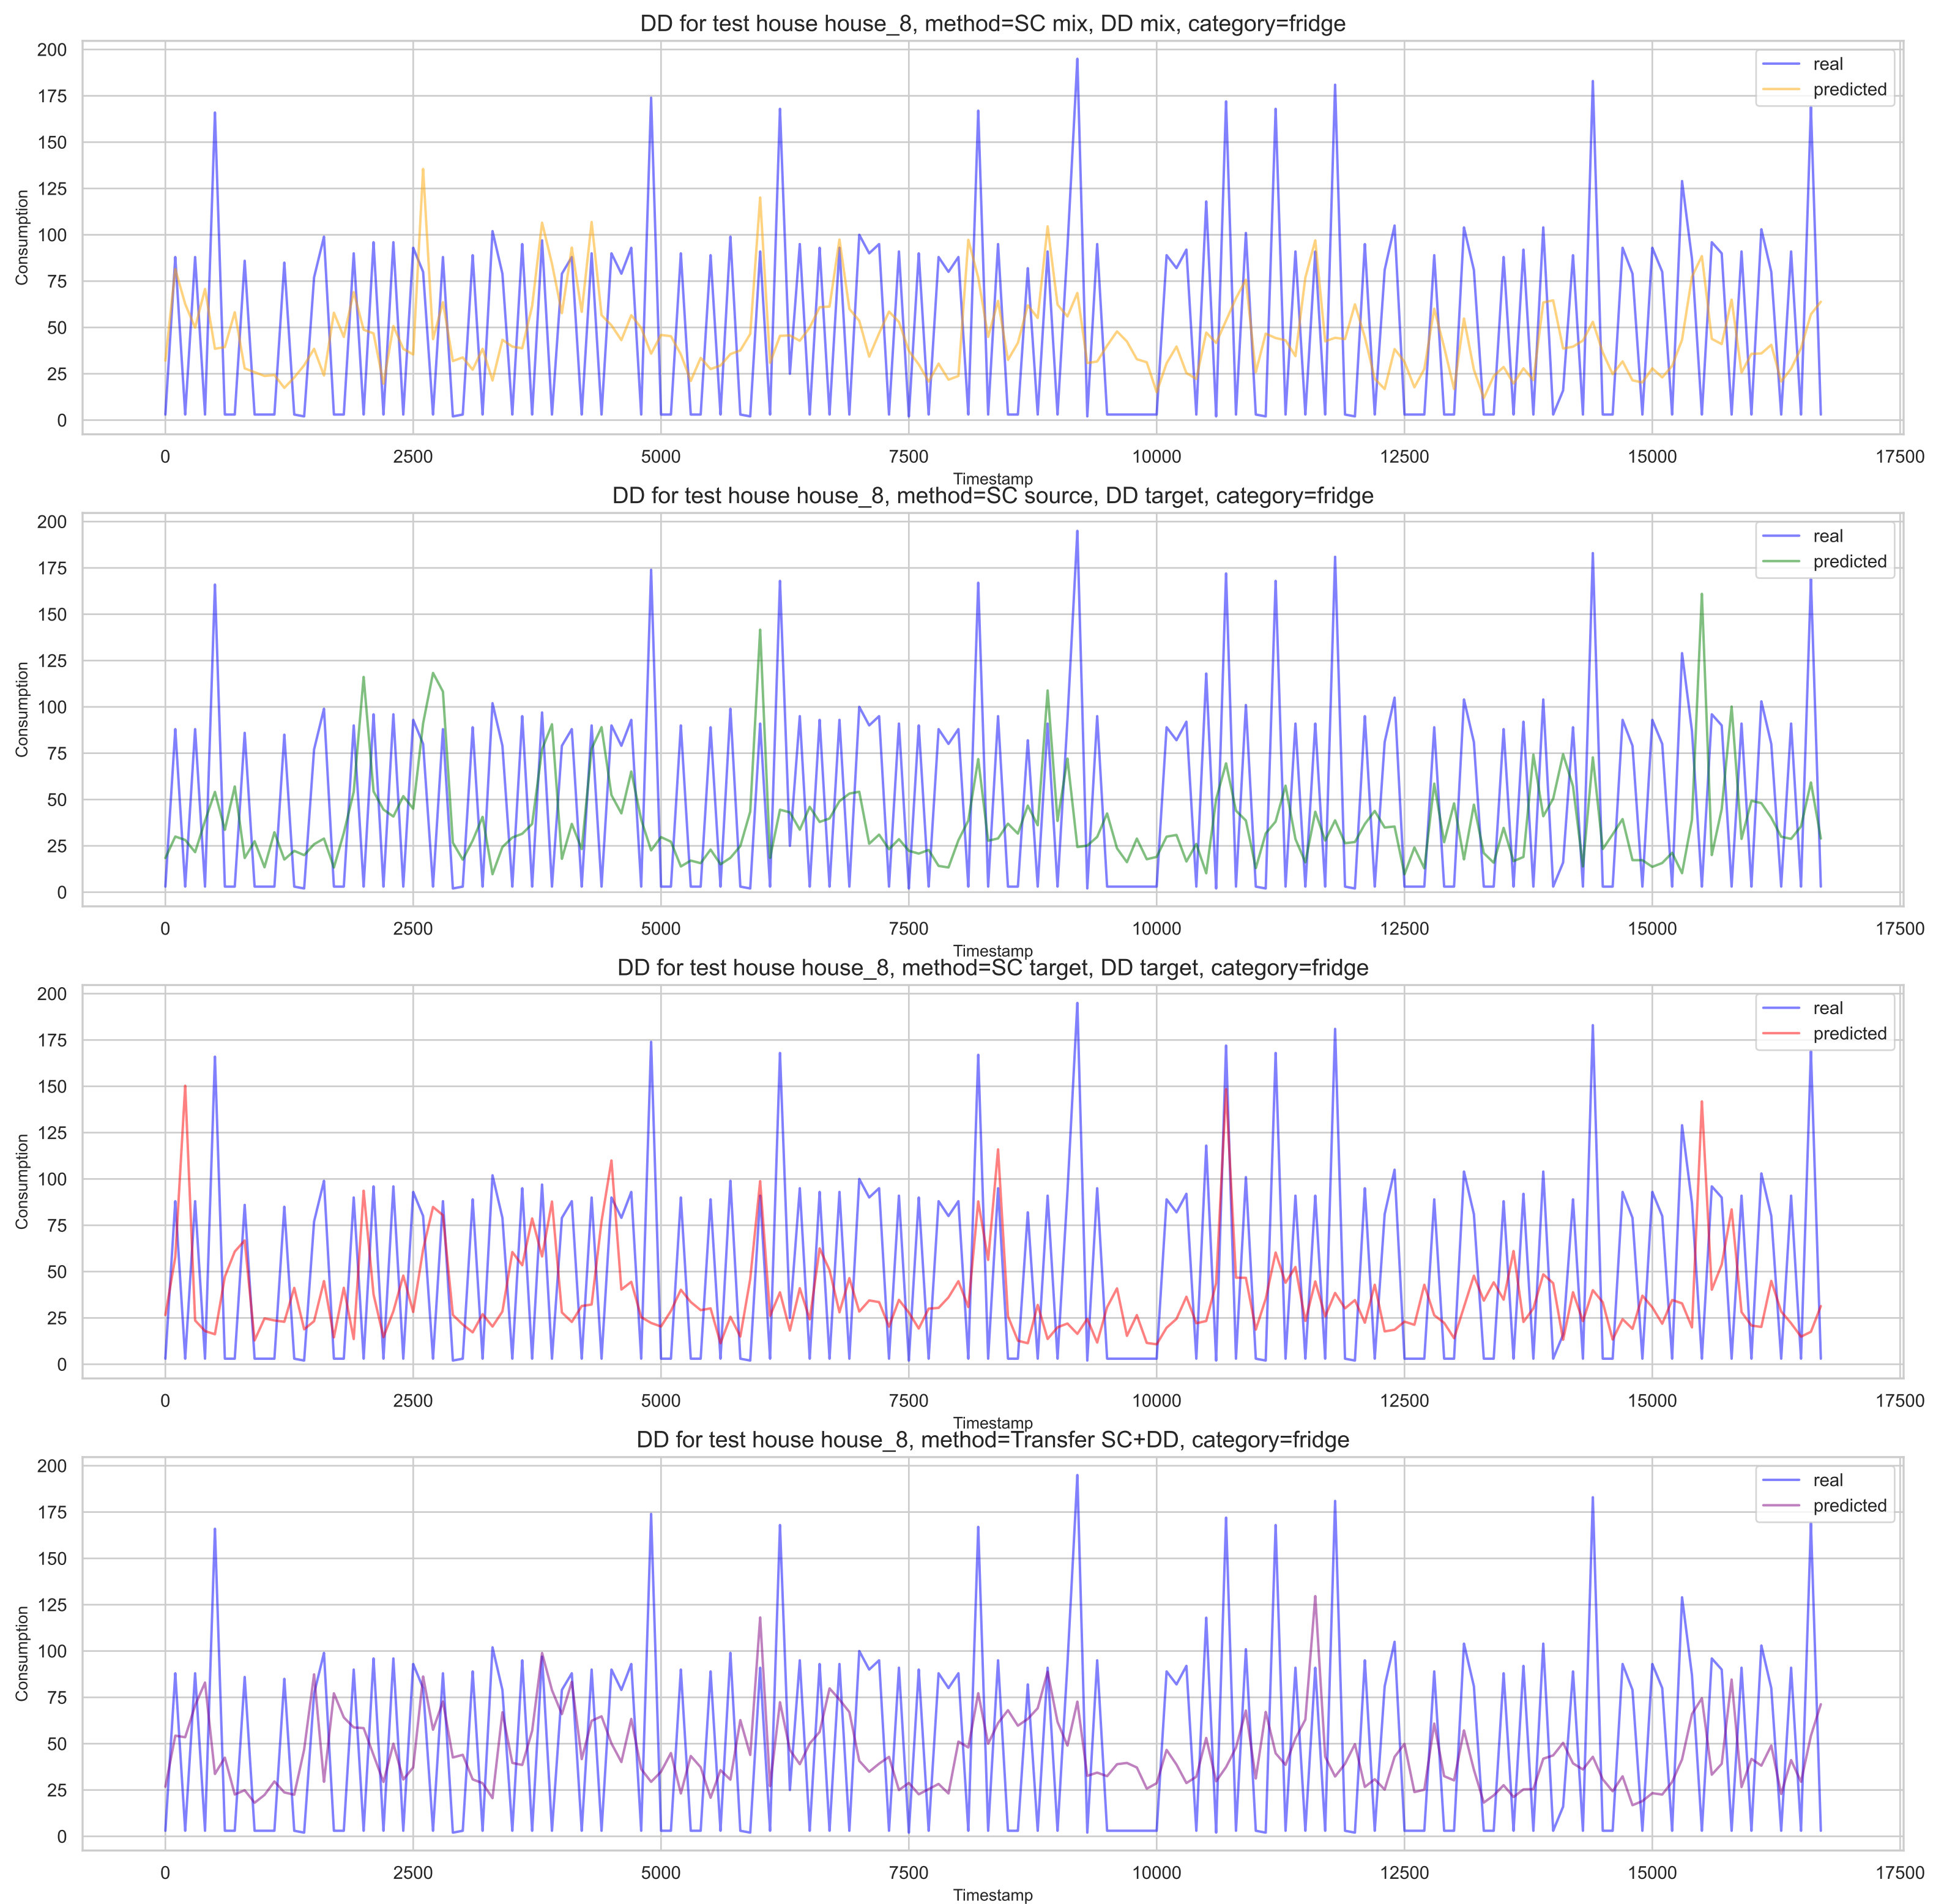 DD for test house house_8, method=SC mix, DD mix, category=fridge
200
175
150
125
100
75
50
25
0
Consumption
real
predicted
0 2500 5000 7500 10000 12500 15000 17500
Timestamp
DD for test house house_8, method=SC source, DD target, category=fridge
200
175
150
125
100
75
50
25
0
Consumption
real
predicted
0 2500 5000 7500 10000 12500 15000 17500
Timestamp
DD for test house house_8, method=SC target, DD target, category=fridge
200
175
150
125
100
75
50
25
0
Consumption
real
predicted
0 2500 5000 7500 10000 12500 15000 17500
Timestamp
DD for test house house_8, method=Transfer SC+DD, category=fridge
200
175
150
125
100
75
50
25
0
Consumption
real
predicted
0 2500 5000 7500 10000 12500 15000 17500
Timestamp